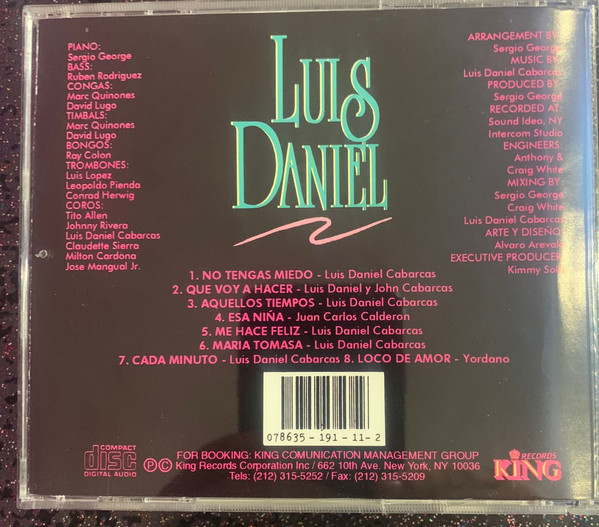 PIANO:
Sergio George
BASS:
Ruben Rodriguez
CONGAS:
Marc Quinones
David Lugo
TIMBALS:
Marc Quinones
David Lugo
BONGOS:
Ray Colon
TROMBONES:
Luis Lopez
Leopoldo Pienda
Conrad Herwig
COROS:
Tito Allen
Johnny Rivera
Luis Daniel Cabarcas
Claudette Sierra
Milton Cardona
Jose Mangual Jr.
LUIS
DANIEL
ARRANGEMENT BY:
Sergio George
MUSIC BY:
Luis Daniel Cabarcas
PRODUCED BY:
Sergio George
RECORDED AT:
Sound Idea, NY
Intercom Studio
ENGINEERS:
Anthony &
Craig White
MIXING BY:
Sergio George
Craig White
Luis Daniel Cabarcas
ARTE Y DISEÑO:
Alvaro Arevalo
EXECUTIVE PRODUCER:
Kimmy
1. NO TENGAS MIEDO - Luis Daniel Cabarcas
2. QUE VOY A HACER - Luis Daniel y John Cabarcas
3. AQUELLOS TIEMPOS - Luis Daniel Cabarcas
4. ESA NIÑA - Juan Carlos Calderon
5. ME HACE FELIZ - Luis Daniel Cabarcas
6. MARIA TOMASA - Luis Daniel Cabarcas
7. CADA MINUTO - Luis Daniel Cabarcas 8. LOCO DE AMOR - Yordano
078635 - 191 - 11 - 2
COMPACT
disc
DIGITAL AUDIO
FOR BOOKING: KING COMUNICATION MANAGEMENT GROUP
Ⓟ© King Records Corporation Inc / 662 10th Ave. New York, NY 10036
Tels: (212) 315-5252 / Fax: (212) 315-5209
RECORDS
KING